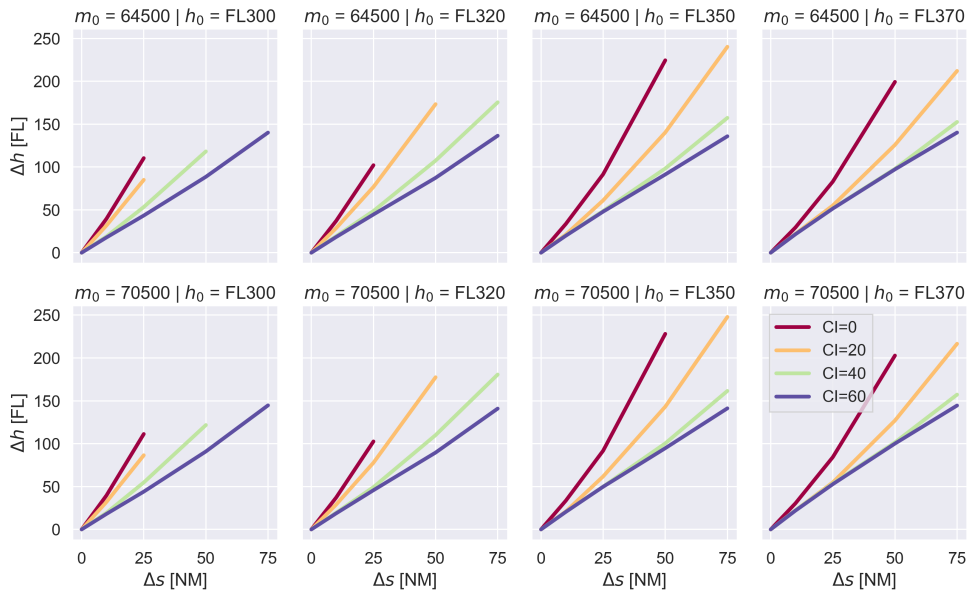 m₀ = 64500 | h₀ = FL300
m₀ = 64500 | h₀ = FL320
m₀ = 64500 | h₀ = FL350
m₀ = 64500 | h₀ = FL370
250
200
150
100
50
0
Δh [FL]
m₀ = 70500 | h₀ = FL300
m₀ = 70500 | h₀ = FL320
m₀ = 70500 | h₀ = FL350
m₀ = 70500 | h₀ = FL370
250
200
150
100
50
0
Δh [FL]
CI=0
CI=20
CI=40
CI=60
0 25 50 75
0 25 50 75
0 25 50 75
0 25 50 75
Δs [NM]
Δs [NM]
Δs [NM]
Δs [NM]